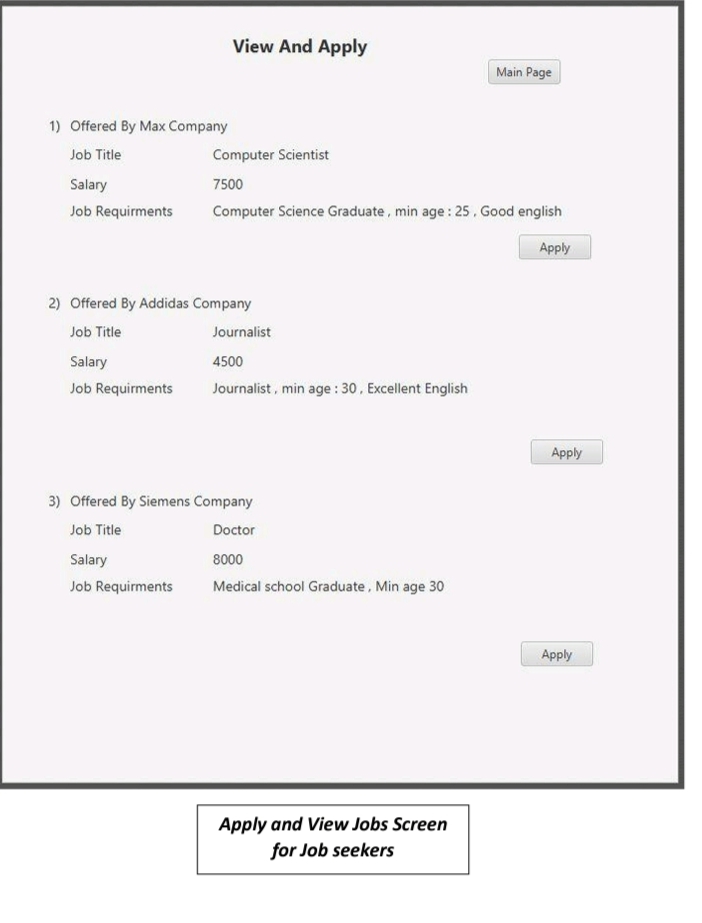 View And Apply
Main Page
1) Offered By Max Company
Job Title Computer Scientist
Salary 7500
Job Requirments Computer Science Graduate , min age : 25 , Good english
Apply
2) Offered By Addidas Company
Job Title Journalist
Salary 4500
Job Requirments Journalist , min age : 30 , Excellent English
Apply
3) Offered By Siemens Company
Job Title Doctor
Salary 8000
Job Requirments Medical school Graduate , Min age 30
Apply
Apply and View Jobs Screen
for Job seekers